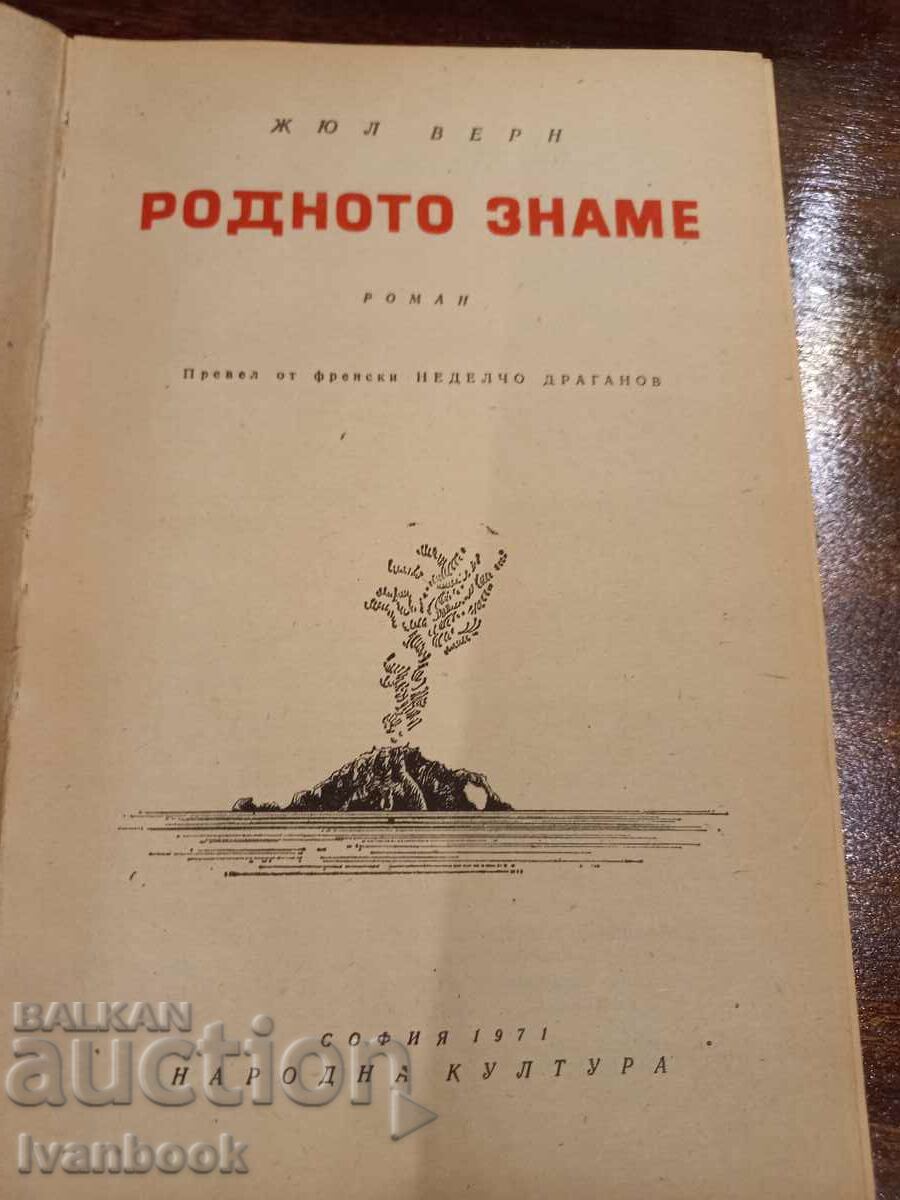 ЖЮЛ ВЕРН
РОДНОТО ЗНАМЕ
РОМАН
Превел от френски НЕДЕЛЧО ДРАГАНОВ
СОФИЯ 1971
НАРОДНА КУЛТУРА
BALKAN
auction
Ivanbook